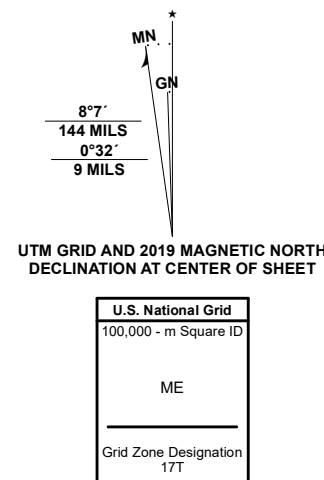 ★
MN
GN
8°7´
144 MILS
0°32´
9 MILS
UTM GRID AND 2019 MAGNETIC NORTH
DECLINATION AT CENTER OF SHEET
U.S. National Grid
100,000 - m Square ID
ME
Grid Zone Designation
17T